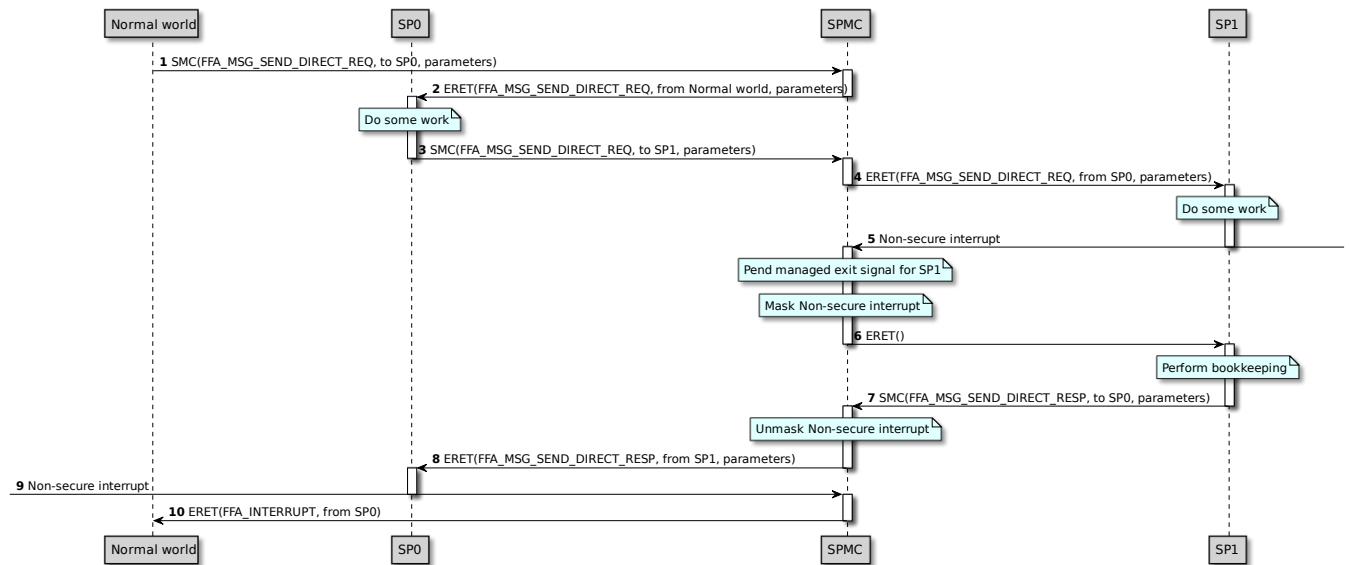 Normal world
SP0
SPMC
SP1
1 SMC(FFA_MSG_SEND_DIRECT_REQ, to SP0, parameters)
2 ERET(FFA_MSG_SEND_DIRECT_REQ, from Normal world, parameters)
Do some work
3 SMC(FFA_MSG_SEND_DIRECT_REQ, to SP1, parameters)
4 ERET(FFA_MSG_SEND_DIRECT_REQ, from SP0, parameters)
Do some work
5 Non-secure interrupt
Pend managed exit signal for SP1
Mask Non-secure interrupt
6 ERET()
Perform bookkeeping
7 SMC(FFA_MSG_SEND_DIRECT_RESP, to SP0, parameters)
Unmask Non-secure interrupt
8 ERET(FFA_MSG_SEND_DIRECT_RESP, from SP1, parameters)
9 Non-secure interrupt
10 ERET(FFA_INTERRUPT, from SP0)
Normal world
SP0
SPMC
SP1